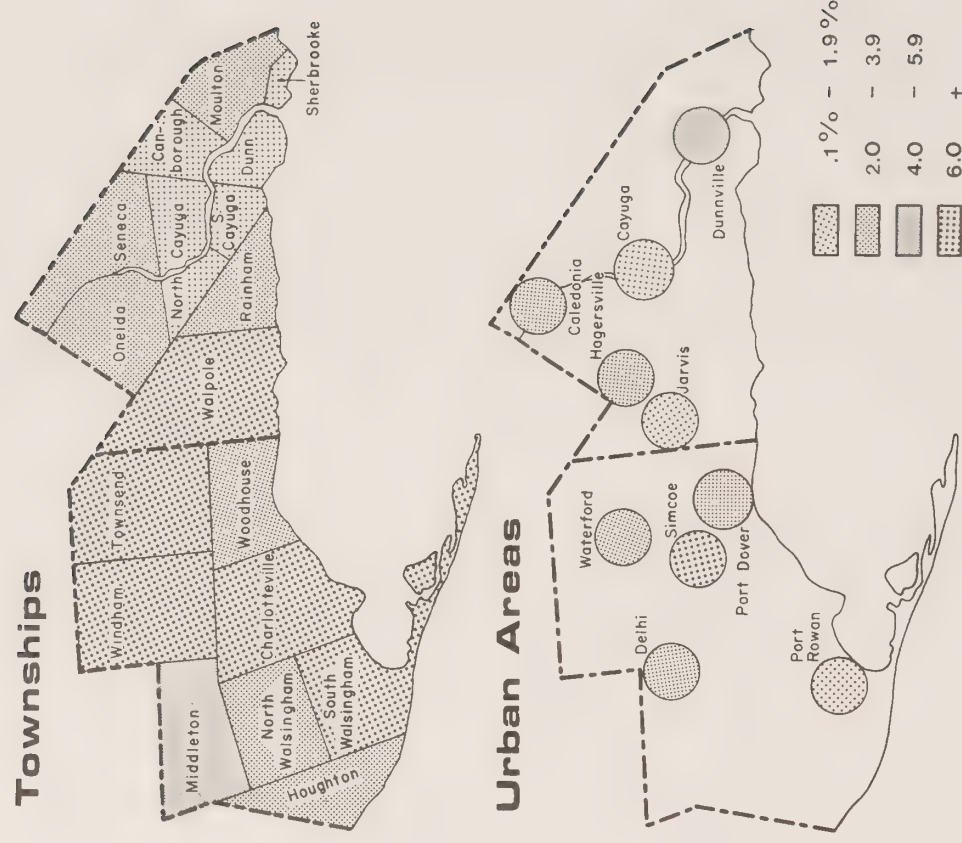 Townships
Windham
Townsend
Middleton
North
Walsingham
Houghton
South
Walsingham
Charlotteville
Woodhouse
Walpole
Oneida
Seneca
North
Cayuga
Can-
borough
Moulton
Sherbrooke
Dunn
S.
Cayuga
Rainham
Urban Areas
Delhi
Waterford
Simcoe
Port Dover
Port
Rowan
Caledonia
Hagersville
Jarvis
Cayuga
Dunnville
.1% - 1.9%
2.0 - 3.9
4.0 - 5.9
6.0 +